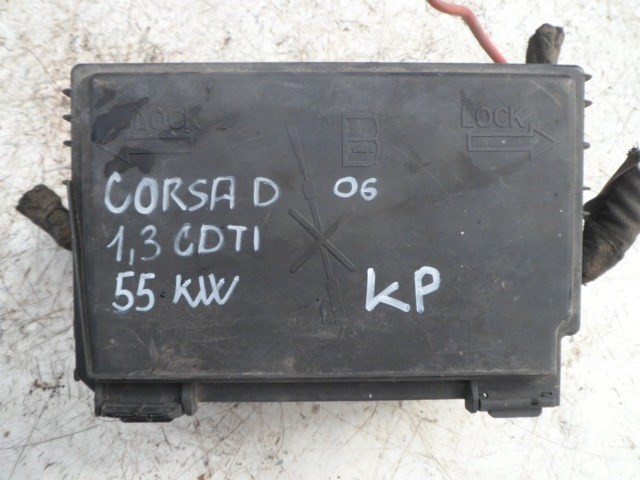 LOCK LOCK
CORSA D 06
1,3 CDTI
55 KW KP